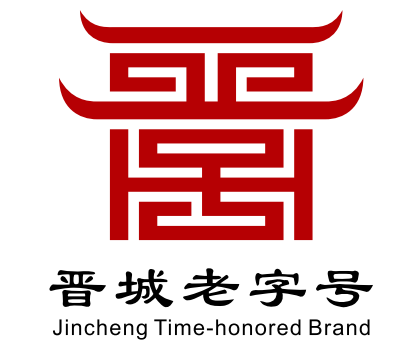 晋城老字号
Jincheng Time-honored Brand